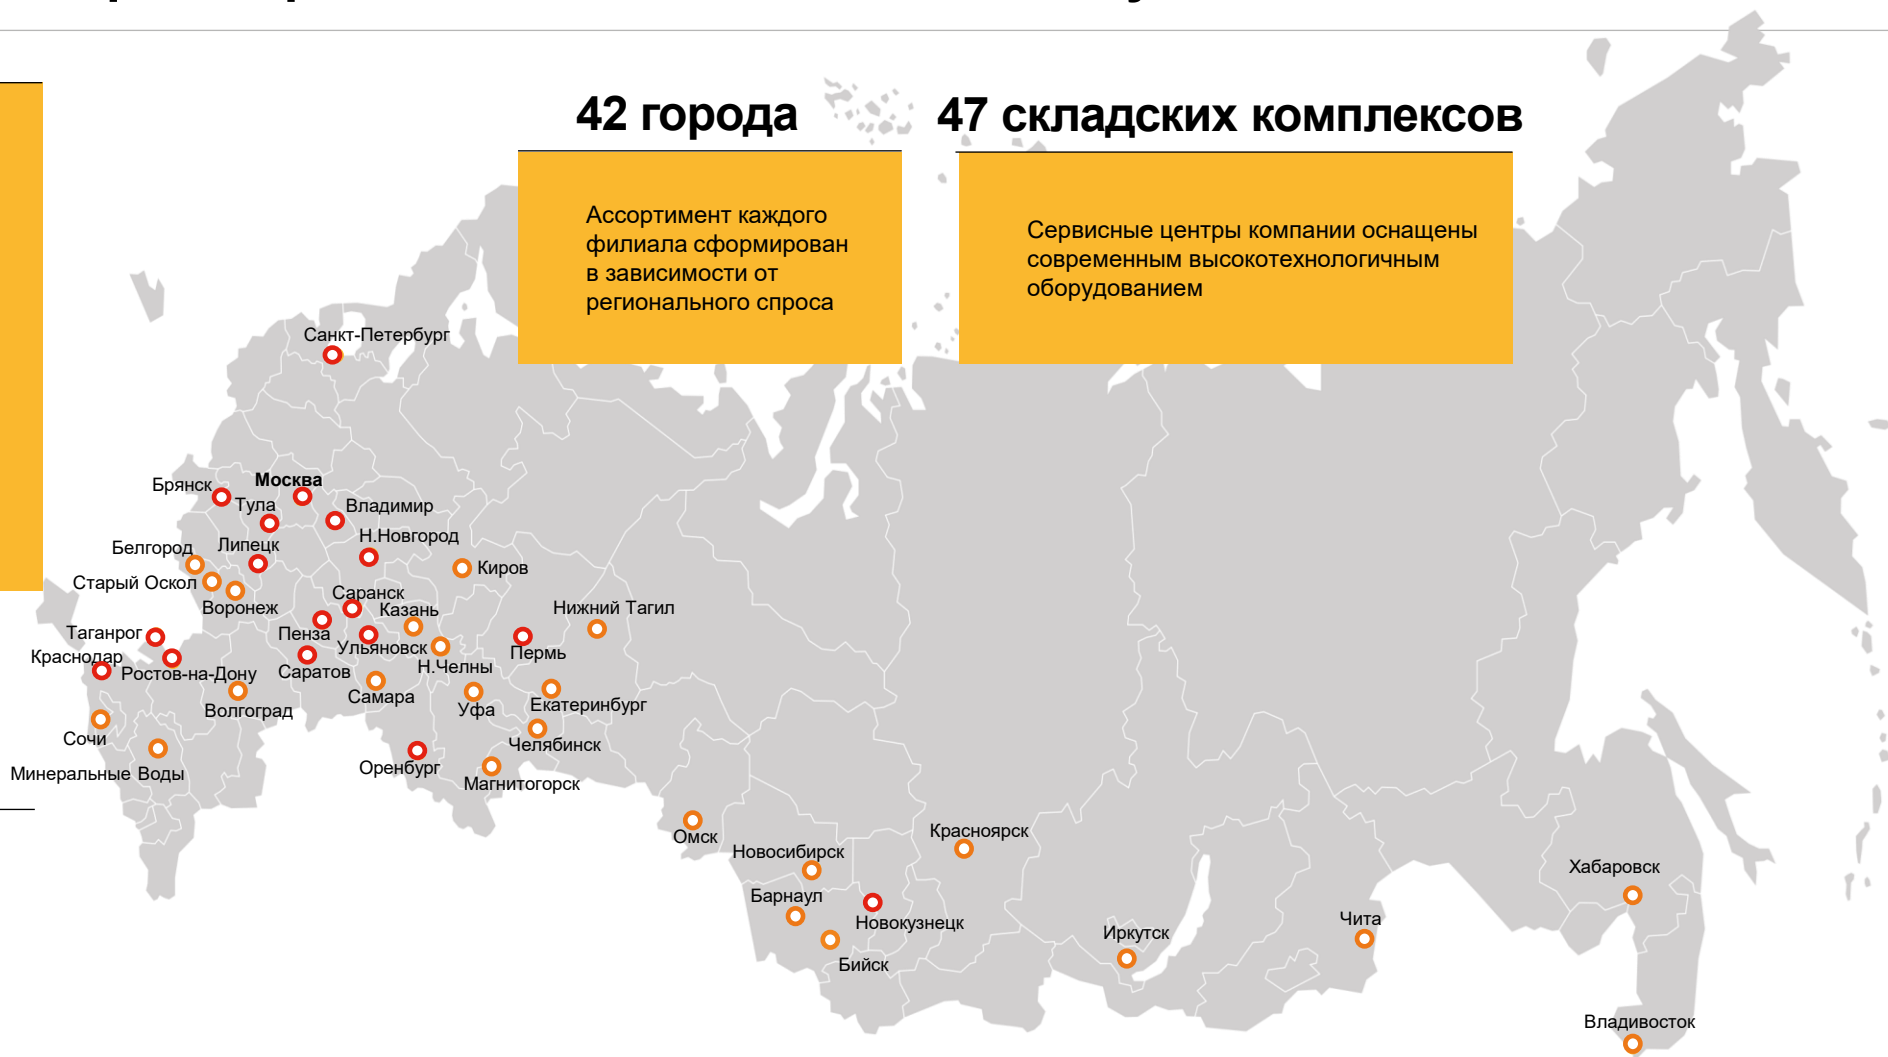 42 города
47 складских комплексов
Ассортимент каждого
филиала сформирован
в зависимости от
регионального спроса
Сервисные центры компании оснащены
современным высокотехнологичным
оборудованием
Санкт-Петербург
Москва
Брянск
Тула
Владимир
Н.Новгород
Белгород
Липецк
Киров
Старый Оскол
Саранск
Воронеж
Казань
Нижний Тагил
Таганрог
Пенза
Ульяновск
Пермь
Краснодар
Ростов-на-Дону
Саратов
Н.Челны
Самара
Волгоград
Уфа
Екатеринбург
Сочи
Челябинск
Минеральные Воды
Оренбург
Магнитогорск
Омск
Красноярск
Новосибирск
Хабаровск
Барнаул
Новокузнецк
Чита
Иркутск
Бийск
Владивосток